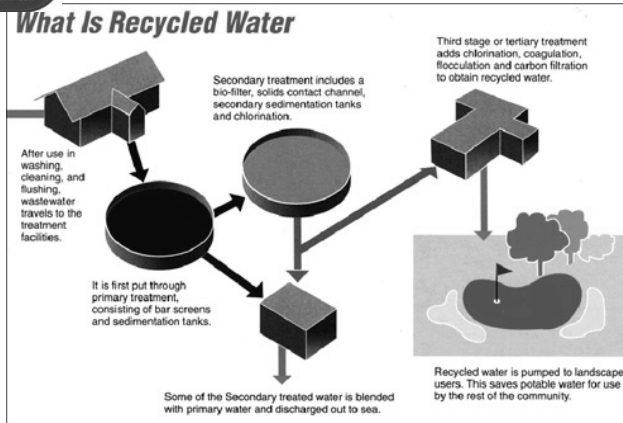 What Is Recycled Water
Third stage or tertiary treatment
adds chlorination, coagulation,
flocculation and carbon filtration
to obtain recycled water.
Secondary treatment includes a
bio-filter, solids contact channel,
secondary sedimentation tanks
and chlorination.
After use in
washing,
cleaning, and
flushing,
wastewater
travels to the
treatment
facilities.
It is first put through
primary treatment,
consisting of bar screens
and sedimentation tanks.
Recycled water is pumped to landscape
users. This saves potable water for use
by the rest of the community.
Some of the Secondary treated water is blended
with primary water and discharged out to sea.